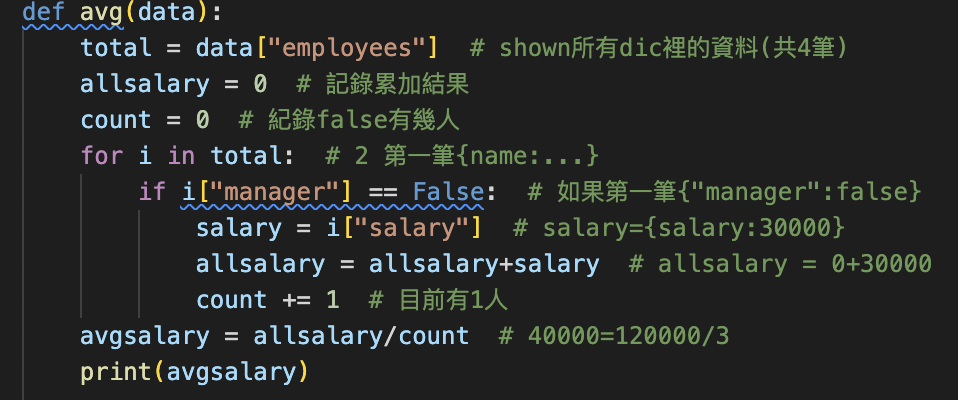 def avg(data):
    total = data["employees"]  # shown所有dic裡的資料(共4筆)
    allsalary = 0  # 記錄累加結果
    count = 0  # 紀錄false有幾人
    for i in total:  # 2 第一筆{name:...}
        if i["manager"] == False:  # 如果第一筆{"manager":false}
            salary = i["salary"]  # salary={salary:30000}
            allsalary = allsalary+salary  # allsalary = 0+30000
            count += 1  # 目前有1人
    avgsalary = allsalary/count  # 40000=120000/3
    print(avgsalary)